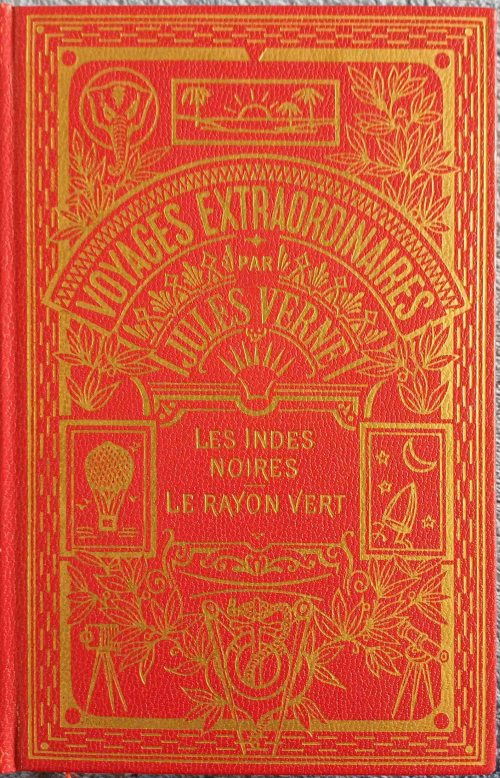 VOYAGES EXTRAORDINAIRES
PAR
JULES VERNE
LES INDES
NOIRES
LE RAYON VERT